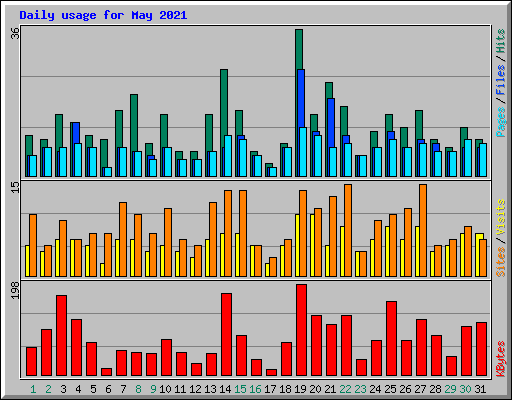 Daily usage for May 2021
36
Pages/Files/Hits
15
Sites/Visits
198
KBytes
1 2 3 4 5 6 7 8 9 10 11 12 13 14 15 16 17 18 19 20 21 22 23 24 25 26 27 28 29 30 31